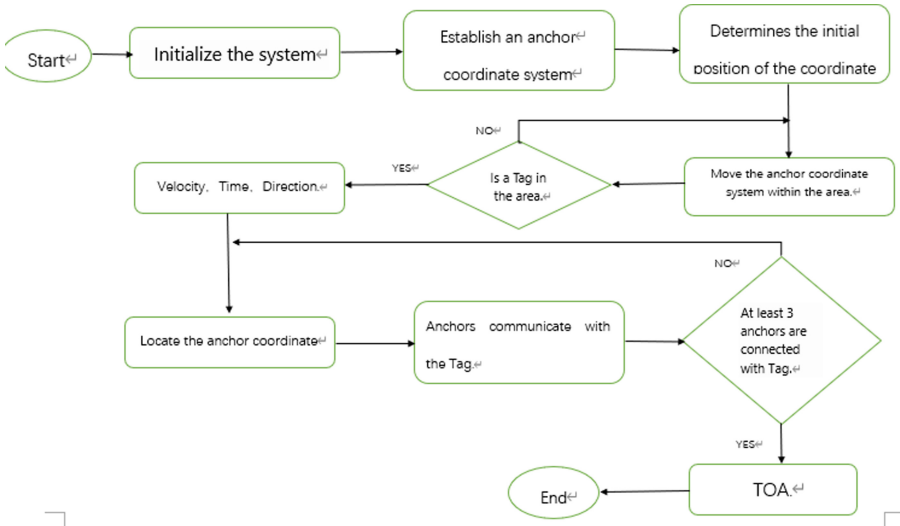 Start
Initialize the system
Establish an anchor
coordinate system
Determines the initial
position of the coordinate
NO
YES
Is a Tag in
the area.
Move the anchor coordinate
system within the area.
Velocity、Time、Direction.
NO
Locate the anchor coordinate
Anchors communicate with
the Tag.
At least 3
anchors are
connected
with Tag.
YES
TOA.
End